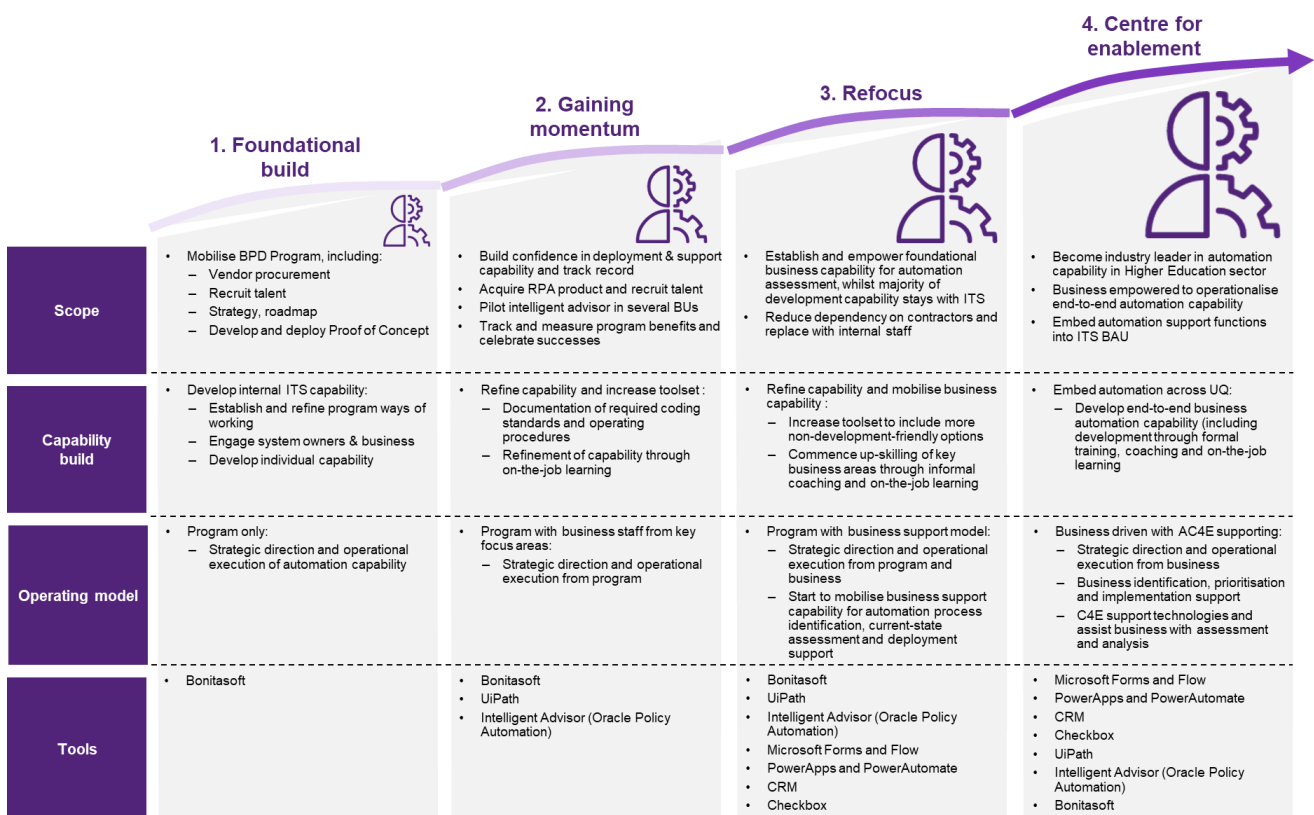 4. Centre for
enablement
3. Refocus
2. Gaining
momentum
1. Foundational
build
Scope
• Mobilise BPD Program, including:
– Vendor procurement
– Recruit talent
– Strategy, roadmap
– Develop and deploy Proof of Concept
• Build confidence in deployment & support
capability and track record
• Acquire RPA product and recruit talent
• Pilot intelligent advisor in several BUs
• Track and measure program benefits and
celebrate successes
• Establish and empower foundational
business capability for automation
assessment, whilst majority of
development capability stays with ITS
• Reduce dependency on contractors and
replace with internal staff
• Become industry leader in automation
capability in Higher Education sector
• Business empowered to operationalise
end-to-end automation capability
• Embed automation support functions
into ITS BAU
Capability
build
• Develop internal ITS capability:
– Establish and refine program ways of
working
– Engage system owners & business
– Develop individual capability
• Refine capability and increase toolset :
– Documentation of required coding
standards and operating
procedures
– Refinement of capability through
on-the-job learning
• Refine capability and mobilise business
capability :
– Increase toolset to include more
non-development-friendly options
– Commence up-skilling of key
business areas through informal
coaching and on-the-job learning
• Embed automation across UQ:
– Develop end-to-end business
automation capability (including
development through formal
training, coaching and on-the-job
learning
Operating model
• Program only:
– Strategic direction and operational
execution of automation capability
• Program with business staff from key
focus areas:
– Strategic direction and operational
execution from program
• Program with business support model:
– Strategic direction and operational
execution from program and
business
– Start to mobilise business support
capability for automation process
identification, current-state
assessment and deployment
support
• Business driven with AC4E supporting:
– Strategic direction and operational
execution from business
– Business identification, prioritisation
and implementation support
– C4E support technologies and
assist business with assessment
and analysis
Tools
• Bonitasoft
• Bonitasoft
• UiPath
• Intelligent Advisor (Oracle Policy
Automation)
• Bonitasoft
• UiPath
• Intelligent Advisor (Oracle Policy
Automation)
• Microsoft Forms and Flow
• PowerApps and PowerAutomate
• CRM
• Checkbox
• Microsoft Forms and Flow
• PowerApps and PowerAutomate
• CRM
• Checkbox
• UiPath
• Intelligent Advisor (Oracle Policy
Automation)
• Bonitasoft